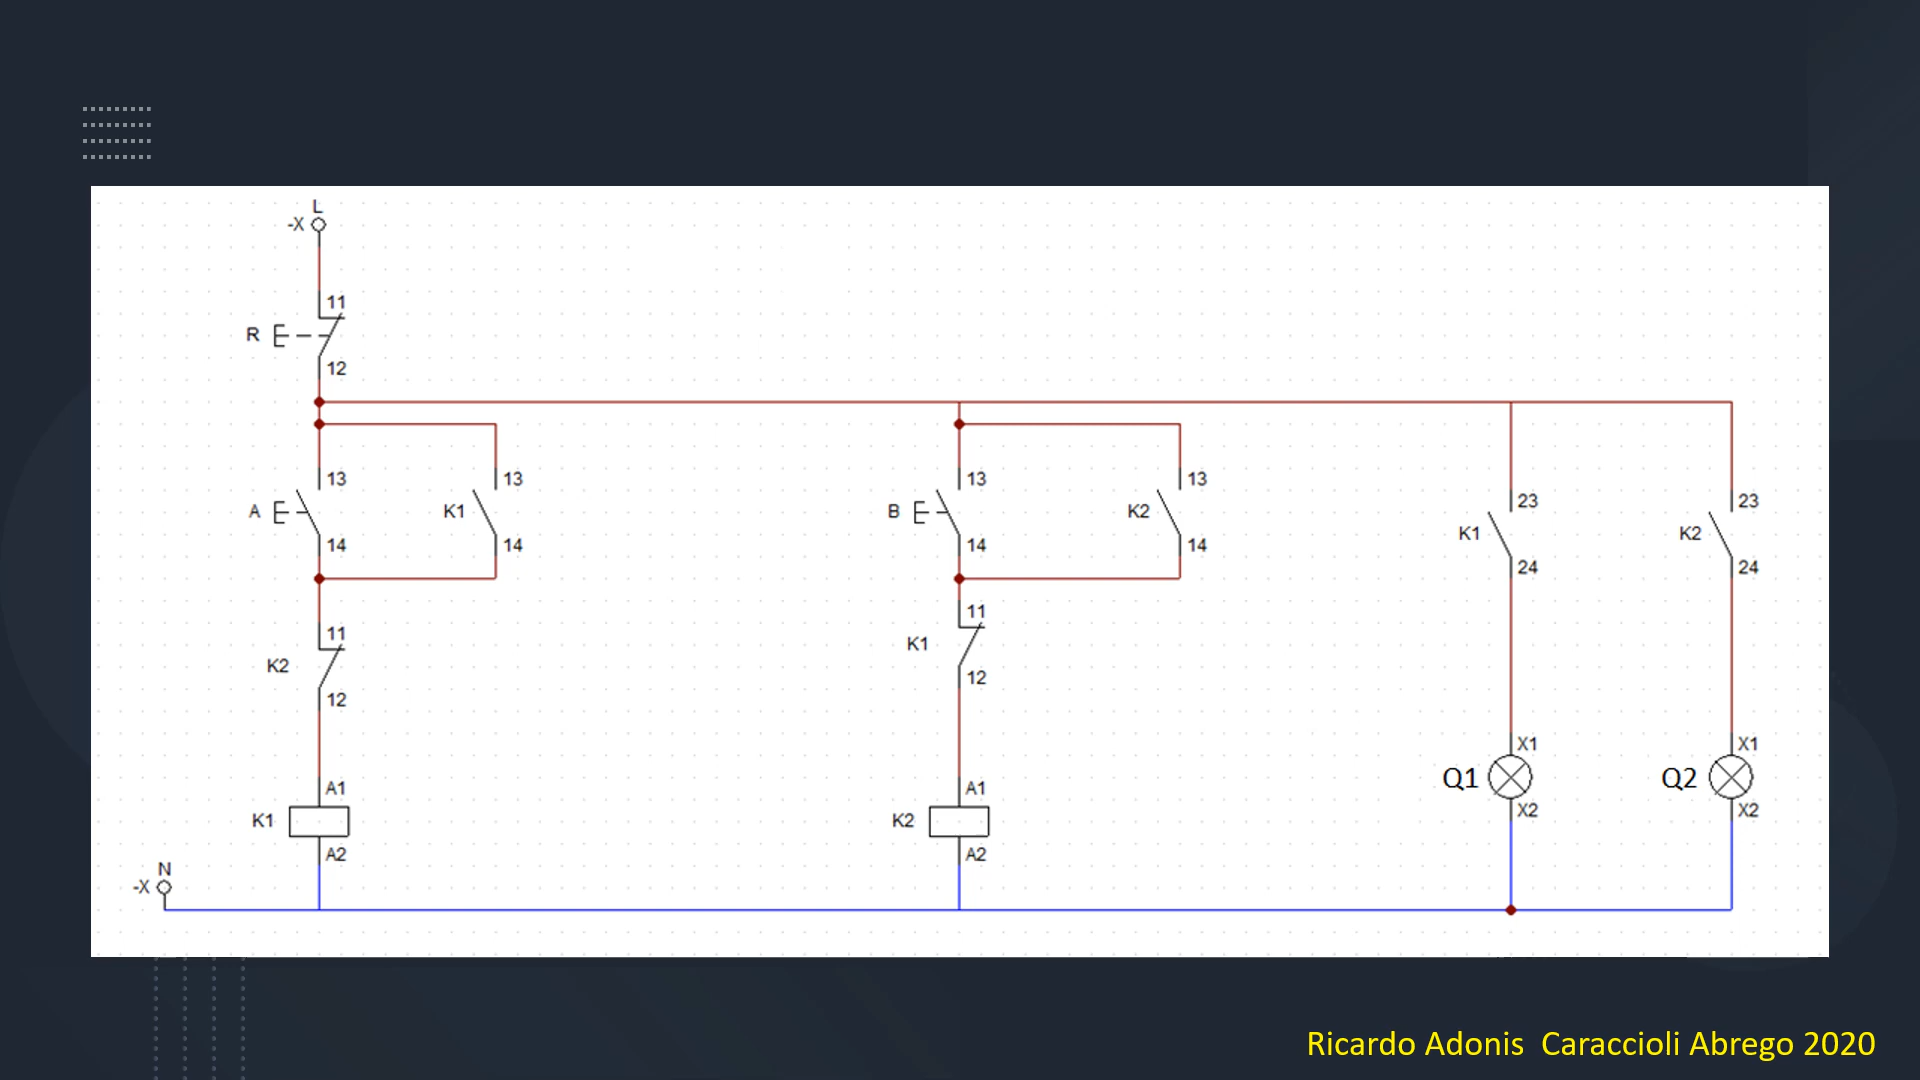 L
-X
11
R
12
13
A
14
K1
13
14
13
B
14
K2
13
14
K1
23
24
K2
23
24
11
K2
12
11
K1
12
A1
K1
A2
A1
K2
A2
X1
Q1
X2
X1
Q2
X2
N
-X
Ricardo Adonis Caraccioli Abrego 2020